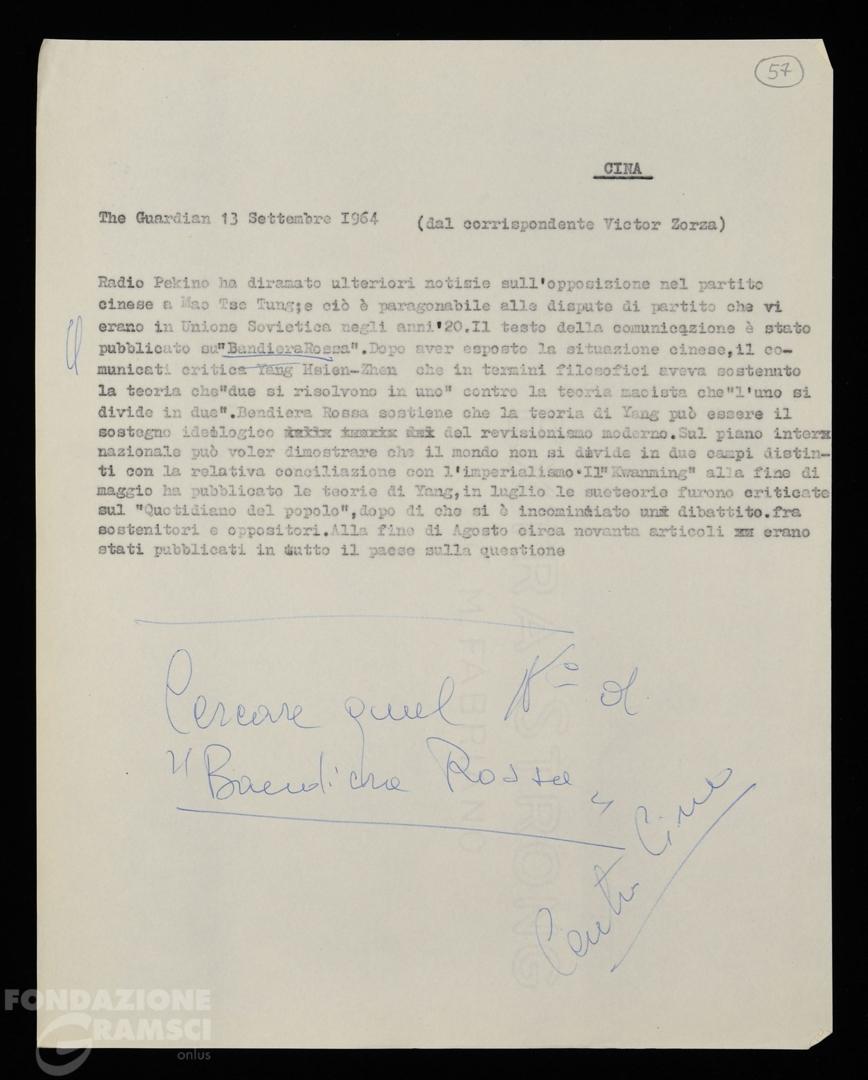 57
CINA
The Guardian 13 Settembre I964 (dal corrispondente Victor Zorza)
Radio Pekino ha diramato ulteriori notizie sull'opposizione nel partito
cinese a Mao Tse Tung;e ciò è paragonabile alle dispute di partito che vi
erano in Unione Sovietica negli anni'20.Il testo della comunicazione è stato
pubblicato su"BandieraRossa".Dopo aver esposto la situazione cinese,il co-
municati critica Yang Hsien-Zhen che in termini filosofici aveva sostenuto
la teoria che"due si risolvono in uno" contro la teoria maoista che"l'uno si
divide in due".Bandiera Rossa sostiene che la teoria di Yang può essere il
sostegno ideologico del revisionismo moderno.Sul piano inter
nazionale può voler dimostrare che il mondo non si divide in due campi distin-
ti con la relativa conciliazione con l'imperialismo.Il"Kwanming" alla fine di
maggio ha pubblicato le teorie di Yang,in luglio le sueteorie furono criticate
sul "Quotidiano del popolo",dopo di che si è incominciato un dibattito.fra
sostenitori e oppositori.Alla fine di Agosto circa novanta articoli erano
stati pubblicati in tutto il paese sulla questione
Cercare quel N° di
"Bandiera Rossa"
Centro Cina
RASTRONG
M FABRIANO
FONDAZIONE
GRAMSCI
onlus